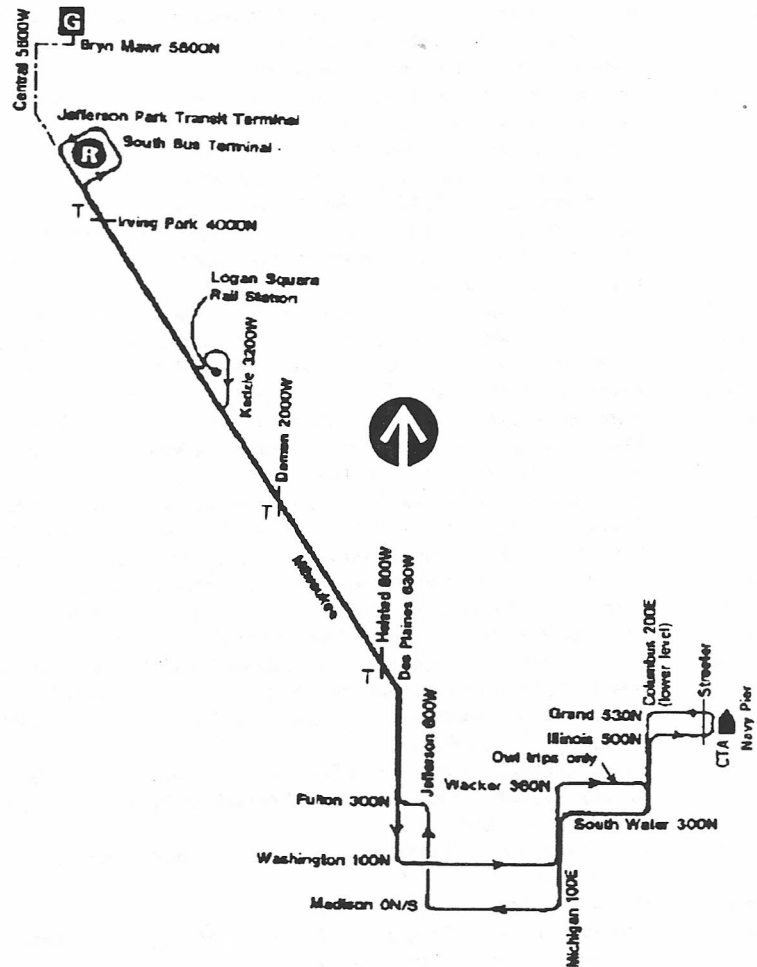 G
Bryn Mawr 5600N
Central 5600W
Jefferson Park Transit Terminal
South Bus Terminal
R
T
Irving Park 4000N
Logan Square
Rail Station
Kedzie 3200W
Damen 2000W
T
Milwaukee
Halsted 800W
Des Plaines 630W
T
Jefferson 600W
Columbus 200E
(lower level)
Streeter
Grand 530N
Illinois 500N
CTA
Navy Pier
Owl trips only
Wacker 360N
Fulton 300N
South Water 300N
Washington 100N
Michigan 100E
Madison 0N/S